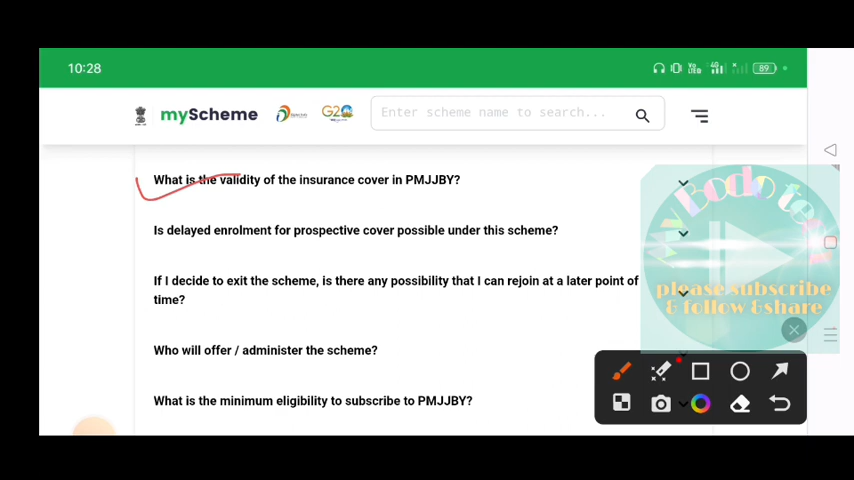 10:28
Vo
LTE
4G
89
myScheme
G20
Enter scheme name to search...
What is the validity of the insurance cover in PMJJBY?
Is delayed enrolment for prospective cover possible under this scheme?
If I decide to exit the scheme, is there any possibility that I can rejoin at a later point of
time?
Who will offer / administer the scheme?
What is the minimum eligibility to subscribe to PMJJBY?
please subscribe
& follow &share